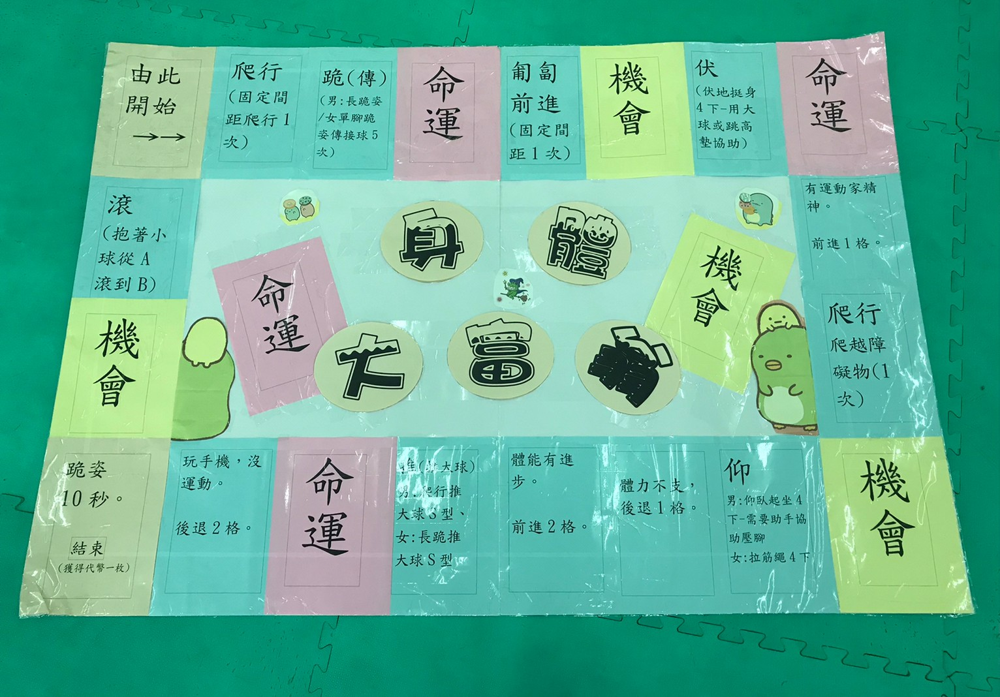 由此
開始
→→
爬行
(固定間
距爬行1
次)
跪(傳)
(男:長跪姿
/女單腳跪
姿傳接球5
次)
命
運
匍匐
前進
(固定間
距1次)
機
會
伏
(伏地挺身
4下-用大
球或跳高
墊協助)
命
運
有運動家精
神。
前進1格。
爬行
爬越障
礙物(1
次)
機
會
仰
男:仰臥起坐4
下-需要助手協
助壓腳
女:拉筋繩4下
體力不支,
後退1格。
體能有進
步。
前進2格。
推(推大球)
男:爬行推
大球S型、
女:長跪推
大球S型
命
運
玩手機,沒
運動。
後退2格。
跪姿
10秒。
結束
(獲得代幣一枚)
機
會
滾
(抱著小
球從A
滾到B)
身體
大富翁
命
運
機
會